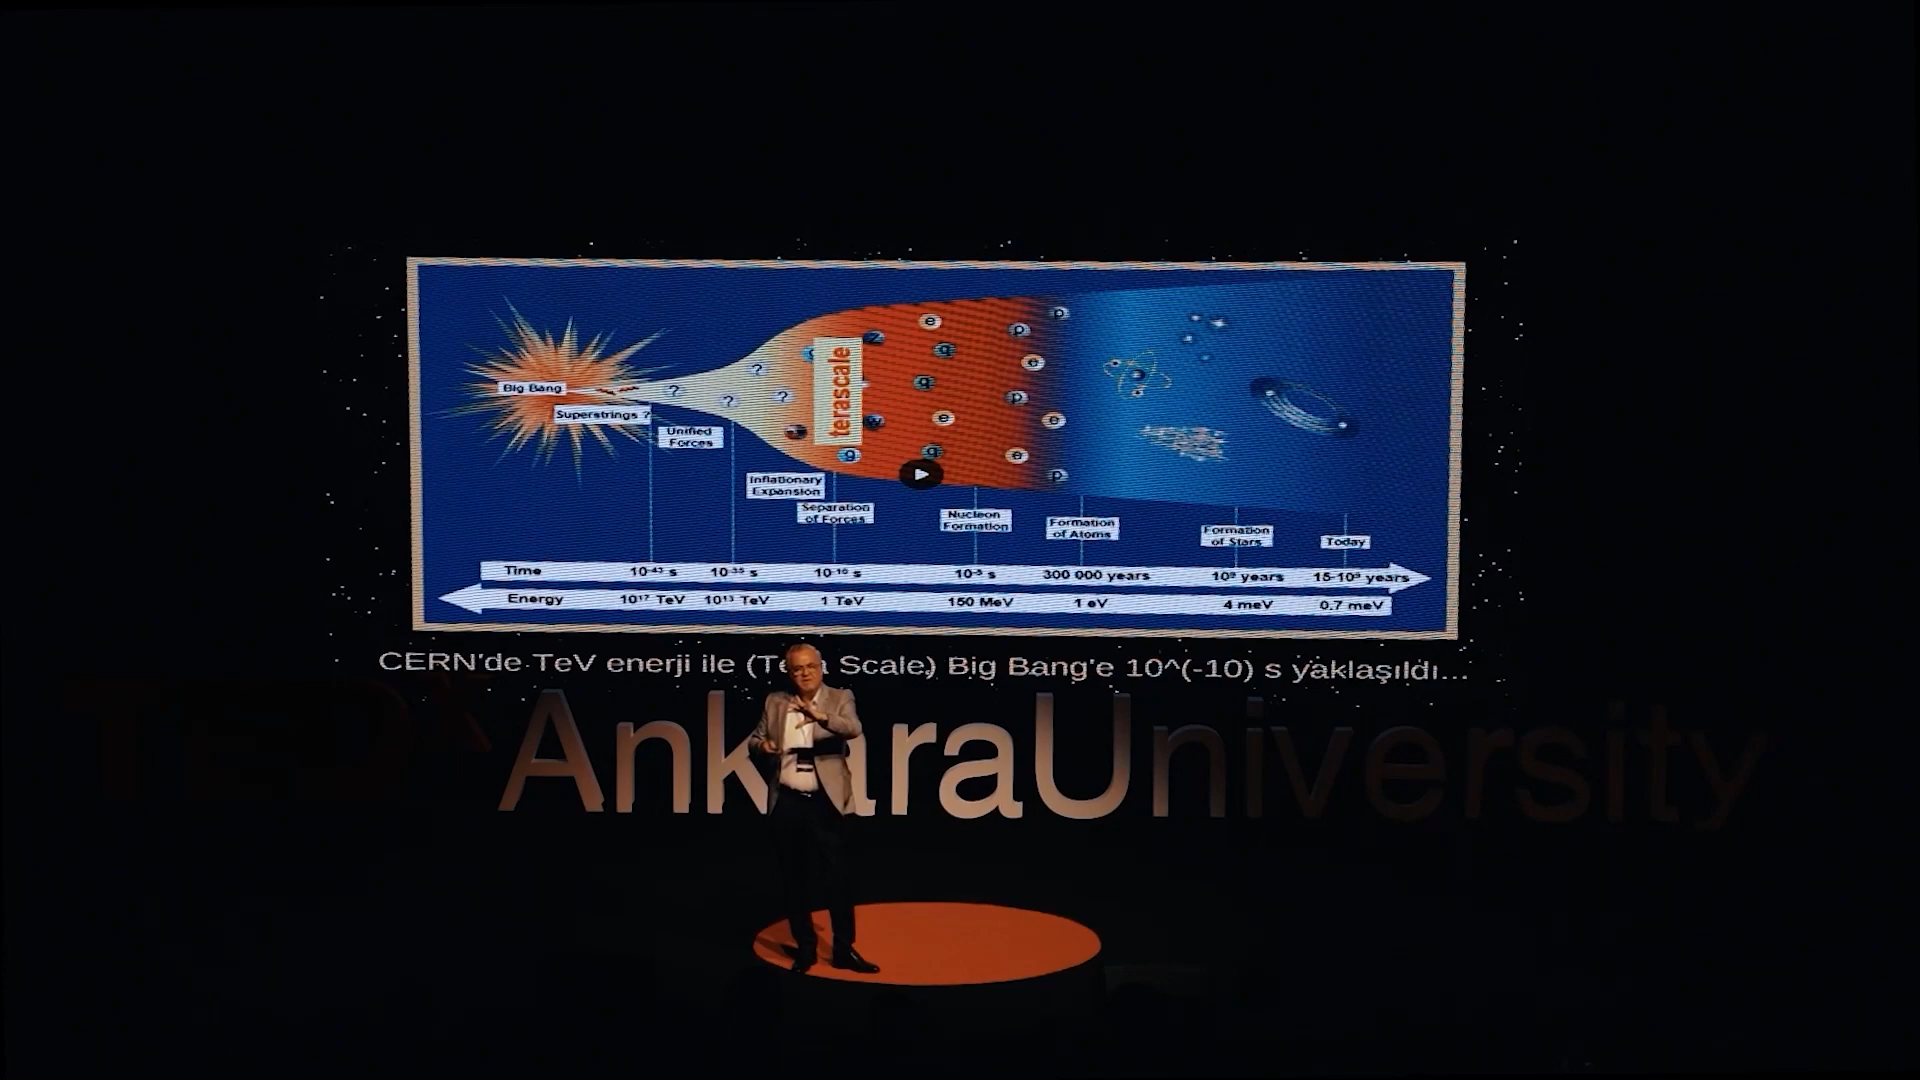 Big Bang
Superstrings ?
Unified
Forces
Inflationary
Expansion
Separation
of Forces
Nucleon
Formation
Formation
of Atoms
Formation
of Stars
Today
terascale
? ? ? ?
Z e q q e g w q e p p e p e p
Time 10⁻⁴³ s 10⁻³⁵ s 10⁻¹⁰ s 10⁻⁵ s 300 000 years 10⁹ years 15·10⁹ years
Energy 10¹⁷ TeV 10¹³ TeV 1 TeV 150 MeV 1 eV 4 meV 0.7 meV
CERN'de TeV enerji ile (Te a Scale) Big Bang'e 10^(-10) s yaklaşıldı...
TEDx AnkaraUniversity